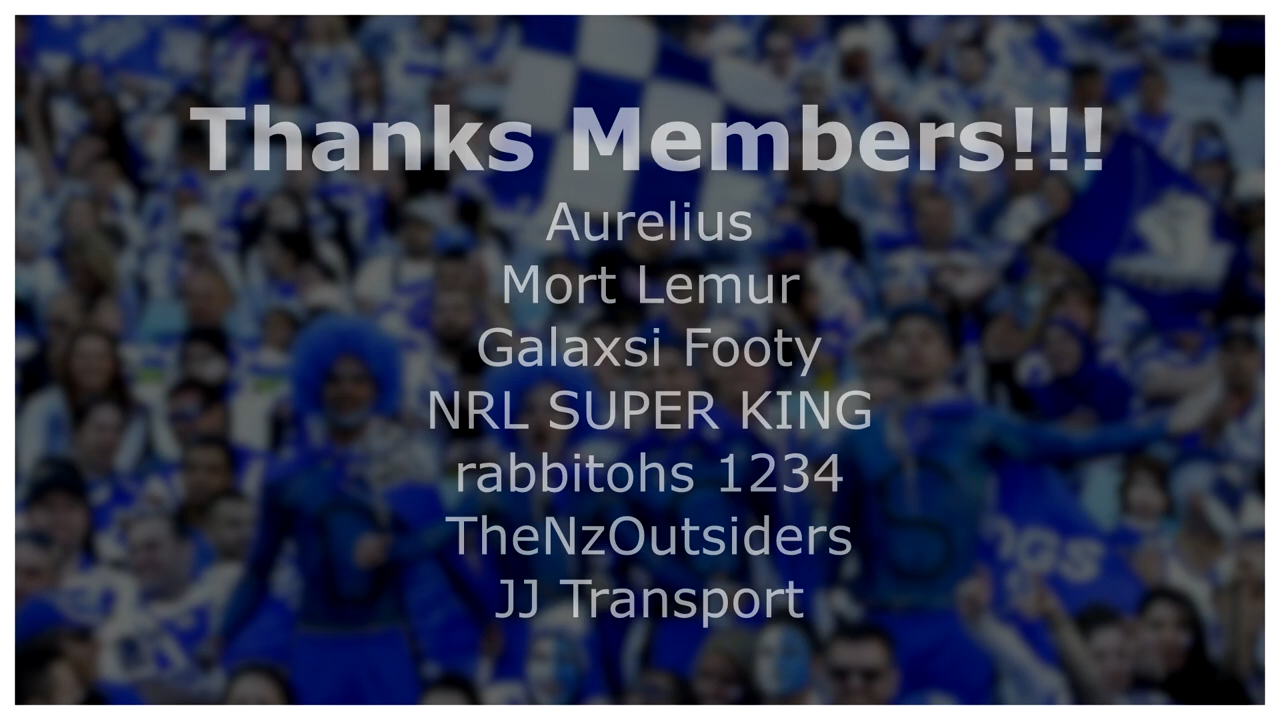 Thanks Members!!!
Aurelius
Mort Lemur
Galaxsi Footy
NRL SUPER KING
rabbitohs 1234
TheNzOutsiders
JJ Transport